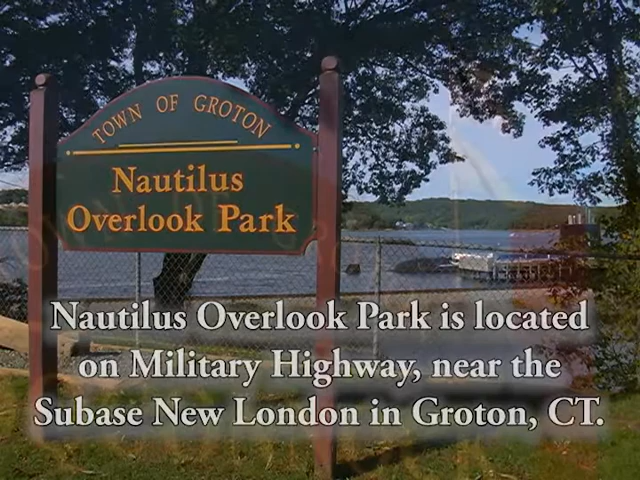 TOWN OF GROTON
Nautilus
Overlook Park
Nautilus Overlook Park is located
on Military Highway, near the
Subase New London in Groton, CT.